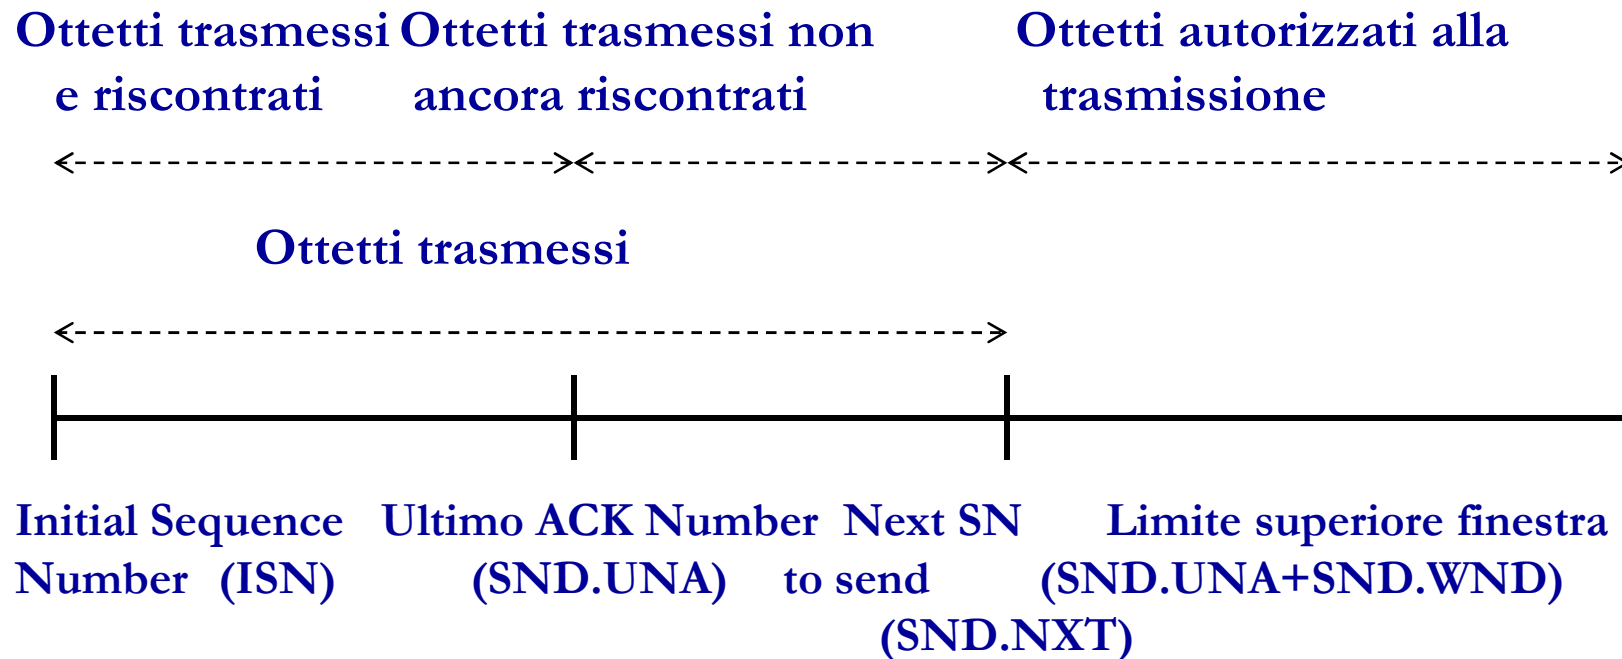 Ottetti trasmessi
e riscontrati
Ottetti trasmessi non
ancora riscontrati
Ottetti autorizzati alla
trasmissione
Ottetti trasmessi
Initial Sequence
Number (ISN)
Ultimo ACK Number
(SND.UNA)
Next SN
to send
(SND.NXT)
Limite superiore finestra
(SND.UNA+SND.WND)